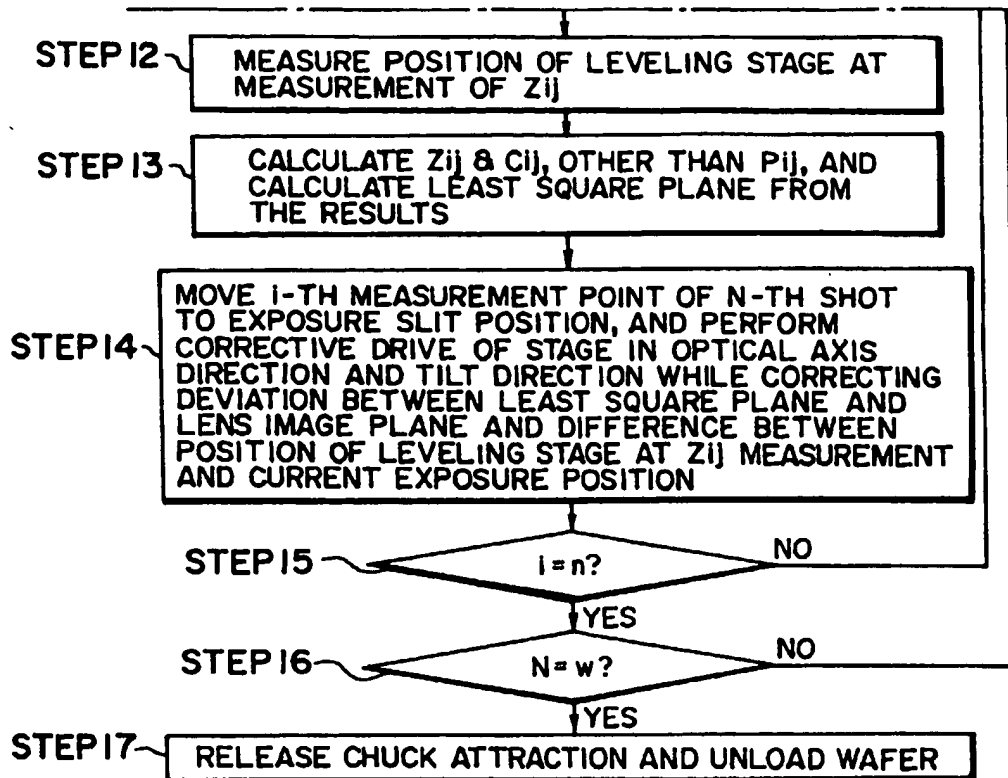 STEP 12
MEASURE POSITION OF LEVELING STAGE AT
MEASUREMENT OF Zij
STEP 13
CALCULATE Zij & Cij, OTHER THAN Pij, AND
CALCULATE LEAST SQUARE PLANE FROM
THE RESULTS
STEP 14
MOVE i-TH MEASUREMENT POINT OF N-TH SHOT
TO EXPOSURE SLIT POSITION, AND PERFORM
CORRECTIVE DRIVE OF STAGE IN OPTICAL AXIS
DIRECTION AND TILT DIRECTION WHILE CORRECTING
DEVIATION BETWEEN LEAST SQUARE PLANE AND
LENS IMAGE PLANE AND DIFFERENCE BETWEEN
POSITION OF LEVELING STAGE AT Zij MEASUREMENT
AND CURRENT EXPOSURE POSITION
STEP 15
i=n?
NO
YES
STEP 16
N=w?
NO
YES
STEP 17
RELEASE CHUCK ATTRACTION AND UNLOAD WAFER